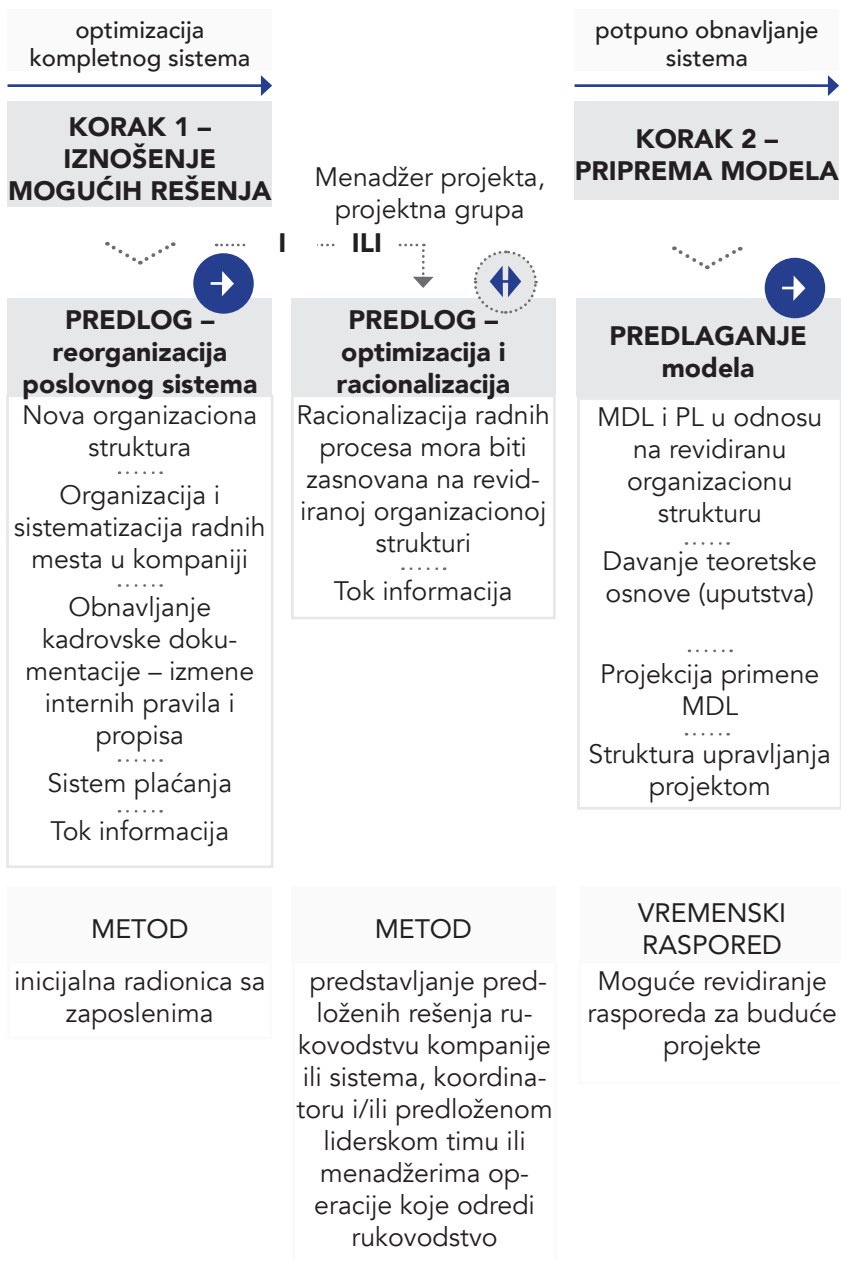 optimizacija
kompletnog sistema
KORAK 1 –
IZNOŠENJE
MOGUĆIH REŠENJA
Menadžer projekta,
projektna grupa
I
ILI
PREDLOG –
reorganizacija
poslovnog sistema
Nova organizaciona
struktura
......
Organizacija i
sistematizacija radnih
mesta u kompaniji
......
Obnavljanje
kadrovske doku-
mentacije – izmene
internih pravila i
propisa
......
Sistem plaćanja
......
Tok informacija
METOD
inicijalna radionica sa
zaposlenima
PREDLOG –
optimizacija i
racionalizacija
Racionalizacija radnih
procesa mora biti
zasnovana na revid-
iranoj organizacionoj
strukturi
......
Tok informacija
METOD
predstavljanje pred-
loženih rešenja ru-
kovodstvu kompanije
ili sistema, koordina-
toru i/ili predloženom
liderskom timu ili
menadžerima op-
eracije koje odredi
rukovodstvo
potpuno obnavljanje
sistema
KORAK 2 –
PRIPREMA MODELA
PREDLAGANJE
modela
MDL i PL u odnosu
na revidiranu
organizacionu
strukturu
......
Davanje teoretske
osnove (uputstva)
......
Projekcija primene
MDL
......
Struktura upravljanja
projektom
VREMENSKI
RASPORED
Moguće revidiranje
rasporeda za buduće
projekte